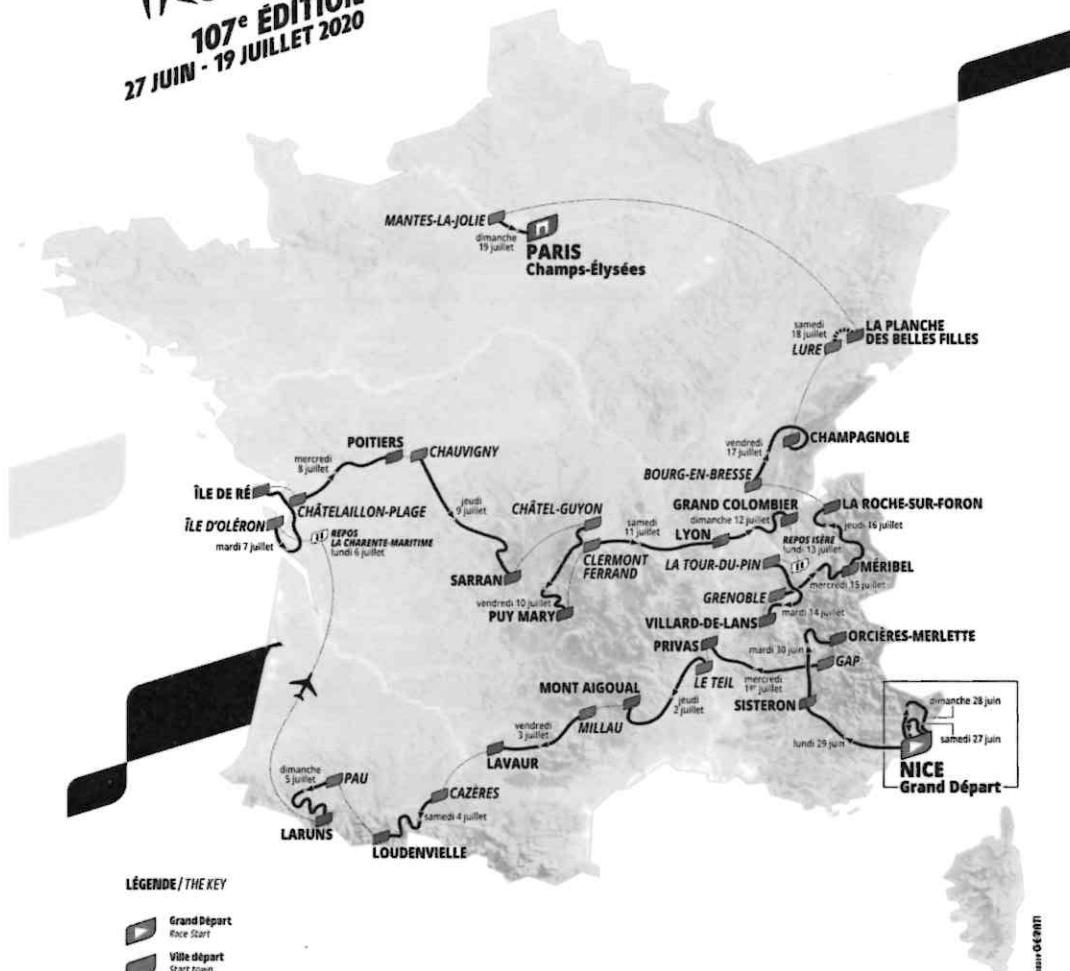 107e ÉDITION
27 JUIN - 19 JUILLET 2020
MANTES-LA-JOLIE
dimanche
19 juillet
PARIS
Champs-Élysées
samedi
18 juillet
LA PLANCHE
DES BELLES FILLES
LURE
vendredi
17 juillet
CHAMPAGNOLE
BOURG-EN-BRESSE
POITIERS
CHAUVIGNY
mercredi
8 juillet
ÎLE DE RÉ
CHÂTELAILLON-PLAGE
ÎLE D'OLÉRON
mardi 7 juillet
REPOS
LA CHARENTE-MARITIME
lundi 6 juillet
jeudi
9 juillet
CHÂTEL-GUYON
SARRAN
CLERMONT
FERRAND
vendredi 10 juillet
PUY MARY
samedi
11 juillet
LYON
GRAND COLOMBIER
dimanche 12 juillet
LA ROCHE-SUR-FORON
jeudi 16 juillet
REPOS ISÈRE
lundi 13 juillet
LA TOUR-DU-PIN
MÉRIBEL
mercredi 15 juillet
GRENOBLE
mardi 14 juillet
VILLARD-DE-LANS
ORCIÈRES-MERLETTE
mardi 30 juin
PRIVAS
GAP
LE TEIL
mercredi
1er juillet
SISTERON
MONT AIGOUAL
jeudi
2 juillet
MILLAU
vendredi
3 juillet
LAVAUR
dimanche 28 juin
samedi 27 juin
lundi 29 juin
NICE
Grand Départ
dimanche
5 juillet
PAU
CAZÈRES
samedi 4 juillet
LARUNS
LOUDENVIELLE
LÉGENDE / THE KEY
Grand Départ
Race Start
Ville départ
Start town